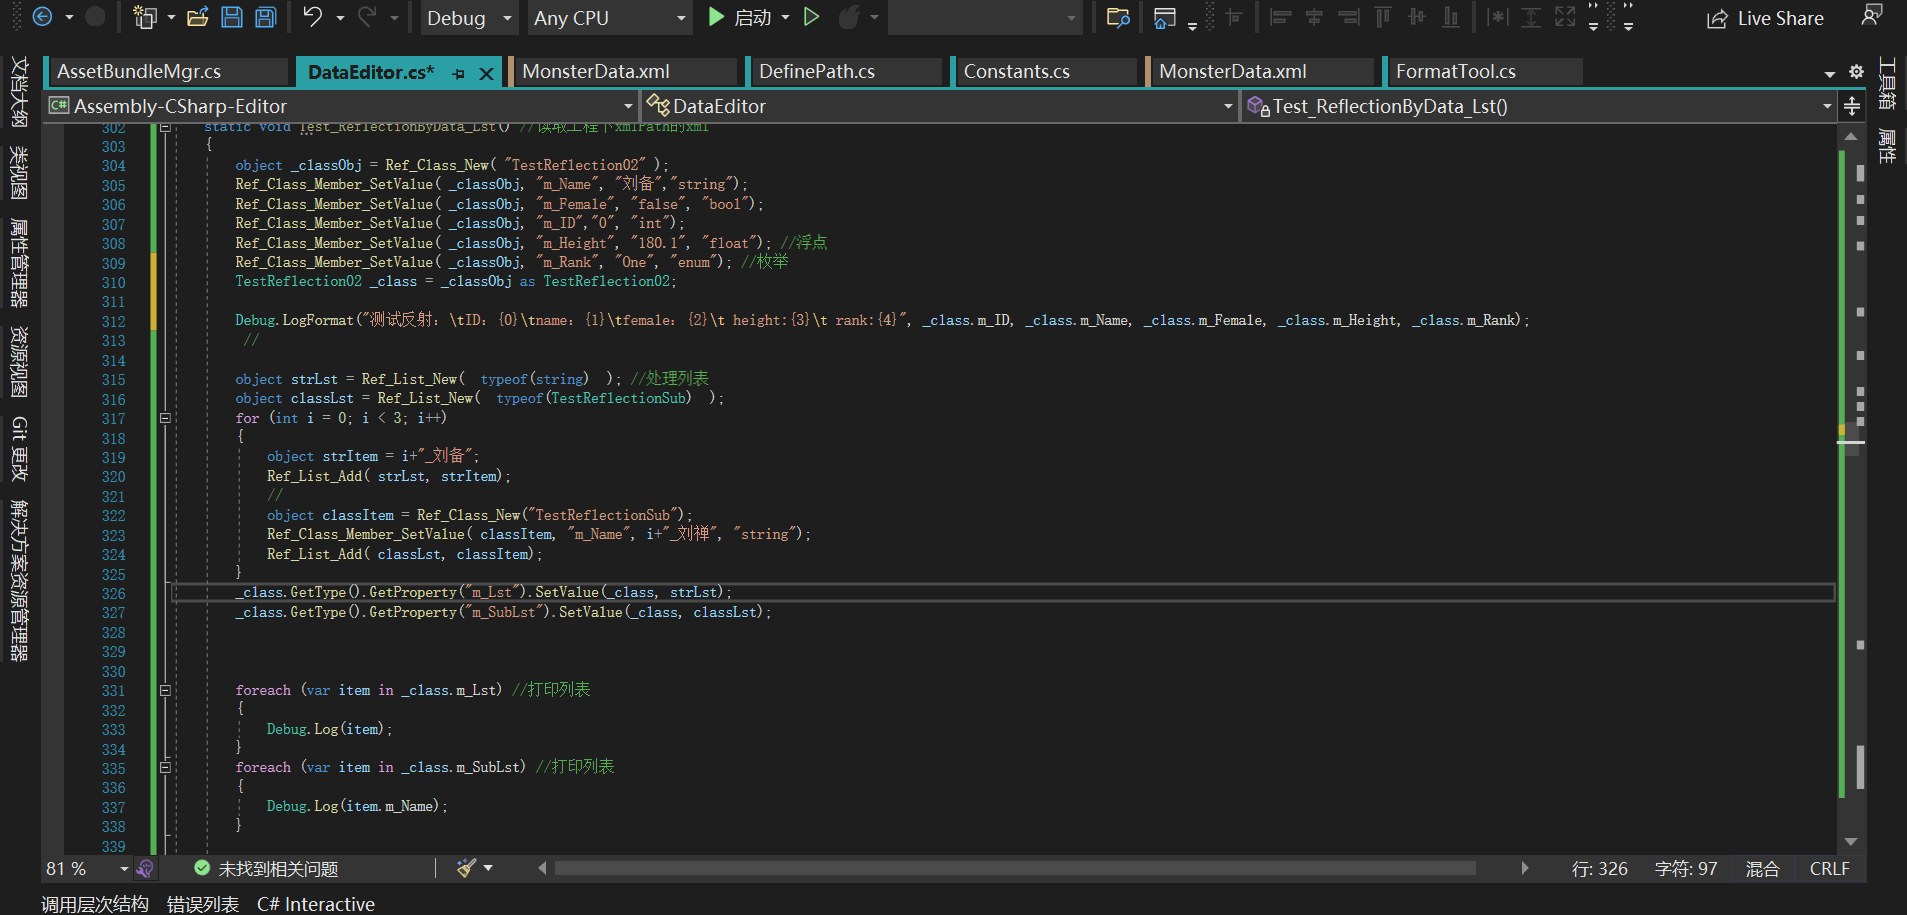 Debug
Any CPU
启动
Live Share
AssetBundleMgr.cs
DataEditor.cs*
MonsterData.xml
DefinePath.cs
Constants.cs
MonsterData.xml
FormatTool.cs
Assembly-CSharp-Editor
DataEditor
Test_ReflectionByData_Lst()
文档大纲
类视图
属性管理器
资源视图
Git 更改
解决方案资源管理器
工具箱
属性
302 static void Test_ReflectionByData_Lst() //读取工程下xmlPath的xml
303 {
304 object _classObj = Ref_Class_New( "TestReflection02" );
305 Ref_Class_Member_SetValue( _classObj, "m_Name", "刘备","string");
306 Ref_Class_Member_SetValue( _classObj, "m_Female", "false", "bool");
307 Ref_Class_Member_SetValue( _classObj, "m_ID","0", "int");
308 Ref_Class_Member_SetValue( _classObj, "m_Height", "180.1", "float"); //浮点
309 Ref_Class_Member_SetValue( _classObj, "m_Rank", "One", "enum"); //枚举
310 TestReflection02 _class = _classObj as TestReflection02;
311
312 Debug.LogFormat("测试反射：\tID：{0}\tname：{1}\tfemale：{2}\t height:{3}\t rank:{4}", _class.m_ID, _class.m_Name, _class.m_Female, _class.m_Height, _class.m_Rank);
313 //
314
315 object strLst = Ref_List_New(  typeof(string)  ); //处理列表
316 object classLst = Ref_List_New(  typeof(TestReflectionSub)  );
317 for (int i = 0; i < 3; i++)
318 {
319 object strItem = i+"_刘备";
320 Ref_List_Add( strLst, strItem);
321 //
322 object classItem = Ref_Class_New("TestReflectionSub");
323 Ref_Class_Member_SetValue( classItem, "m_Name", i+"_刘禅", "string");
324 Ref_List_Add( classLst, classItem);
325 }
326 _class.GetType().GetProperty("m_Lst").SetValue(_class, strLst);
327 _class.GetType().GetProperty("m_SubLst").SetValue(_class, classLst);
328
329
330
331 foreach (var item in _class.m_Lst) //打印列表
332 {
333 Debug.Log(item);
334 }
335 foreach (var item in _class.m_SubLst) //打印列表
336 {
337 Debug.Log(item.m_Name);
338 }
339
81 %
未找到相关问题
行: 326
字符: 97
混合
CRLF
调用层次结构
错误列表
C# Interactive